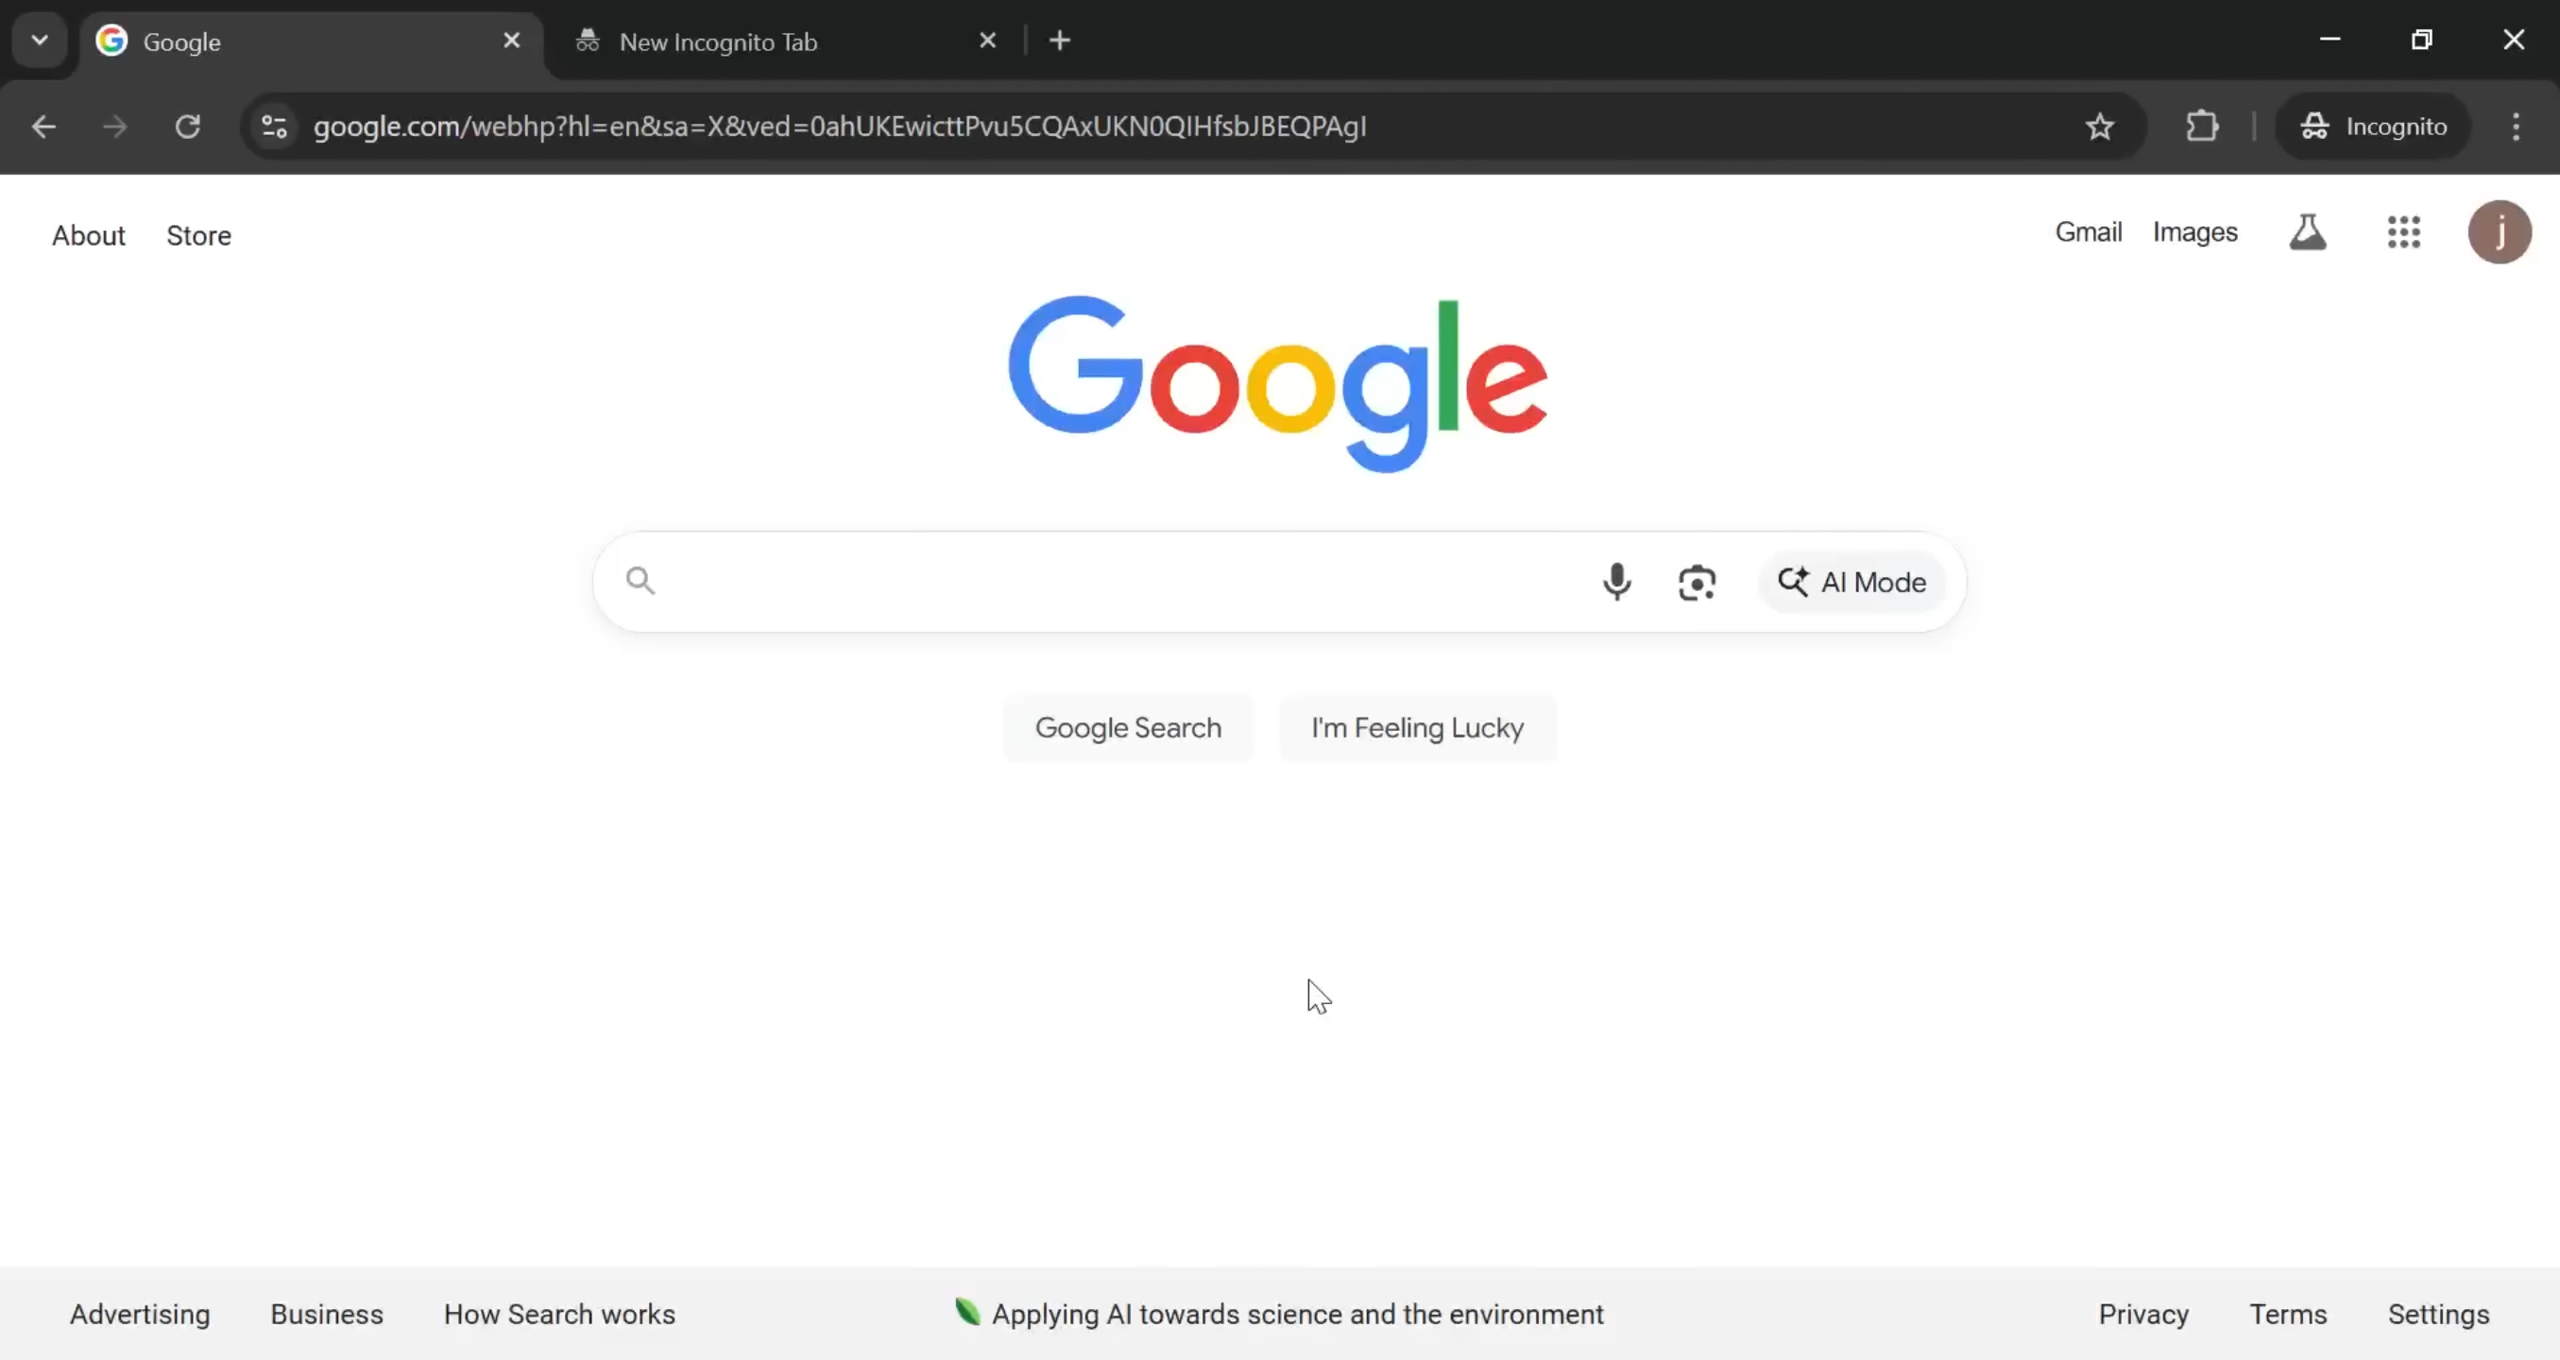 Google
New Incognito Tab
google.com/webhp?hl=en&sa=X&ved=0ahUKEwicttPvu5CQAxUKN0QIHfsbJBEQPAgI
Incognito
About Store
Gmail Images
j
Google
AI Mode
Google Search I'm Feeling Lucky
Advertising Business How Search works
Applying AI towards science and the environment
Privacy Terms Settings